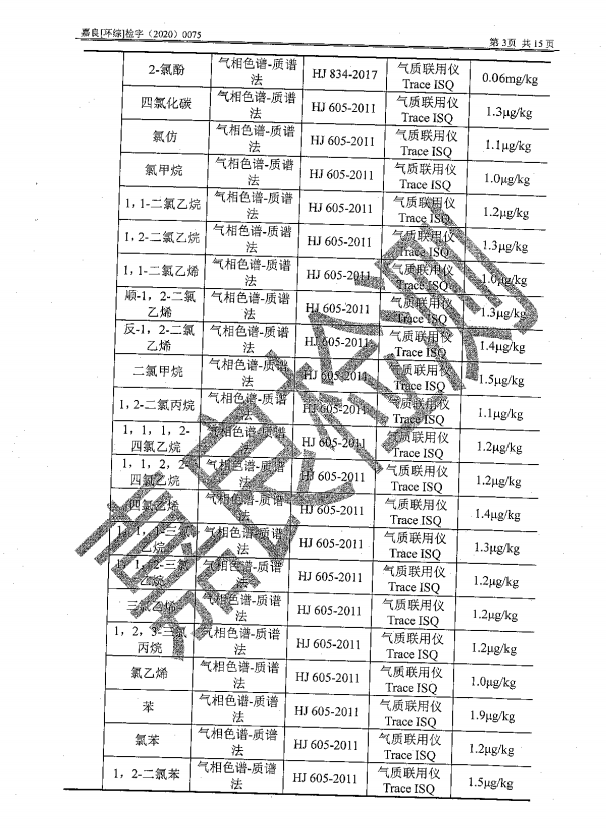 嘉良[环综]检字（2020）0075
第 3页 共 15 页
2-氯酚 气相色谱-质谱法 HJ 834-2017 气质联用仪 Trace ISQ 0.06mg/kg
四氯化碳 气相色谱-质谱法 HJ 605-2011 气质联用仪 Trace ISQ 1.3μg/kg
氯仿 气相色谱-质谱法 HJ 605-2011 气质联用仪 Trace ISQ 1.1μg/kg
氯甲烷 气相色谱-质谱法 HJ 605-2011 气质联用仪 Trace ISQ 1.0μg/kg
1，1-二氯乙烷 气相色谱-质谱法 HJ 605-2011 气质联用仪 Trace ISQ 1.2μg/kg
1，2-二氯乙烷 气相色谱-质谱法 HJ 605-2011 气质联用仪 Trace ISQ 1.3μg/kg
1，1-二氯乙烯 气相色谱-质谱法 HJ 605-2011 气质联用仪 Trace ISQ 1.0μg/kg
顺-1，2-二氯乙烯 气相色谱-质谱法 HJ 605-2011 气质联用仪 Trace ISQ 1.3μg/kg
反-1，2-二氯乙烯 气相色谱-质谱法 HJ 605-2011 气质联用仪 Trace ISQ 1.4μg/kg
二氯甲烷 气相色谱-质谱法 HJ 605-2011 气质联用仪 Trace ISQ 1.5μg/kg
1，2-二氯丙烷 气相色谱-质谱法 HJ 605-2011 气质联用仪 Trace ISQ 1.1μg/kg
1，1，1，2-四氯乙烷 气相色谱-质谱法 HJ 605-2011 气质联用仪 Trace ISQ 1.2μg/kg
1，1，2，2-四氯乙烷 气相色谱-质谱法 HJ 605-2011 气质联用仪 Trace ISQ 1.2μg/kg
四氯乙烯 气相色谱-质谱法 HJ 605-2011 气质联用仪 Trace ISQ 1.4μg/kg
1，1，1-三氯乙烷 气相色谱-质谱法 HJ 605-2011 气质联用仪 Trace ISQ 1.3μg/kg
1，1，2-三氯乙烷 气相色谱-质谱法 HJ 605-2011 气质联用仪 Trace ISQ 1.2μg/kg
三氯乙烯 气相色谱-质谱法 HJ 605-2011 气质联用仪 Trace ISQ 1.2μg/kg
1，2，3-三氯丙烷 气相色谱-质谱法 HJ 605-2011 气质联用仪 Trace ISQ 1.2μg/kg
氯乙烯 气相色谱-质谱法 HJ 605-2011 气质联用仪 Trace ISQ 1.0μg/kg
苯 气相色谱-质谱法 HJ 605-2011 气质联用仪 Trace ISQ 1.9μg/kg
氯苯 气相色谱-质谱法 HJ 605-2011 气质联用仪 Trace ISQ 1.2μg/kg
1，2-二氯苯 气相色谱-质谱法 HJ 605-2011 气质联用仪 Trace ISQ 1.5μg/kg
嘉良检测